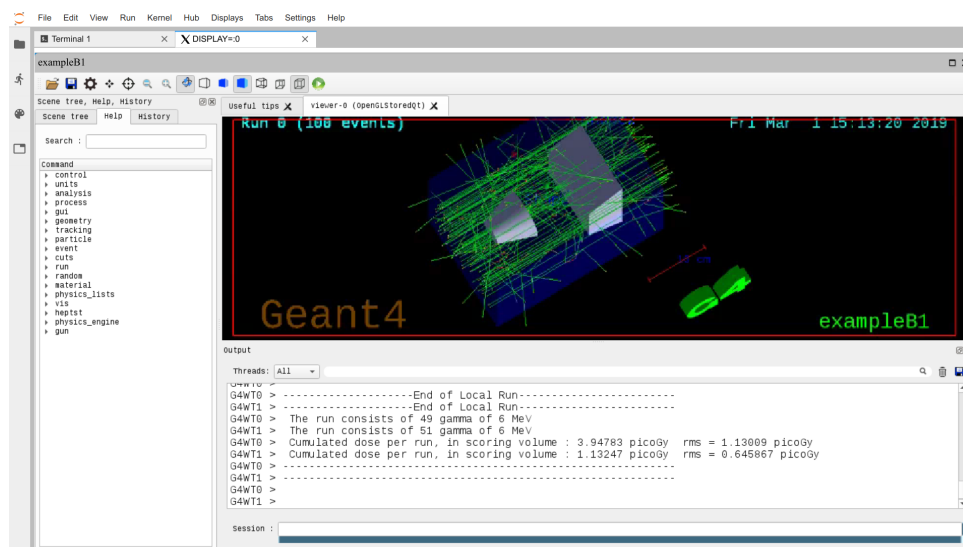 File Edit View Run Kernel Hub Displays Tabs Settings Help
Terminal 1 × DISPLAY=:0 ×
exampleB1
Scene tree, Help, History
Scene tree Help History
Search :
Command
control
units
analysis
process
gui
geometry
tracking
particle
event
cuts
run
random
material
physics_lists
vis
heptst
physics_engine
gun
Useful tips viewer-0 (OpenGLStoredQt)
Run 0 (100 events) Fri Mar 1 15:13:20 2019
cm
Geant4 exampleB1
Output
Threads: All
G4WT0 >
G4WT0 > --------------------End of Local Run------------------------
G4WT1 > --------------------End of Local Run------------------------
G4WT0 > The run consists of 49 gamma of 6 MeV
G4WT1 > The run consists of 51 gamma of 6 MeV
G4WT0 > Cumulated dose per run, in scoring volume : 3.94783 picoGy rms = 1.13009 picoGy
G4WT1 > Cumulated dose per run, in scoring volume : 1.13247 picoGy rms = 0.645867 picoGy
G4WT0 > ------------------------------------------------------------
G4WT1 > ------------------------------------------------------------
G4WT0 >
G4WT1 >
Session :